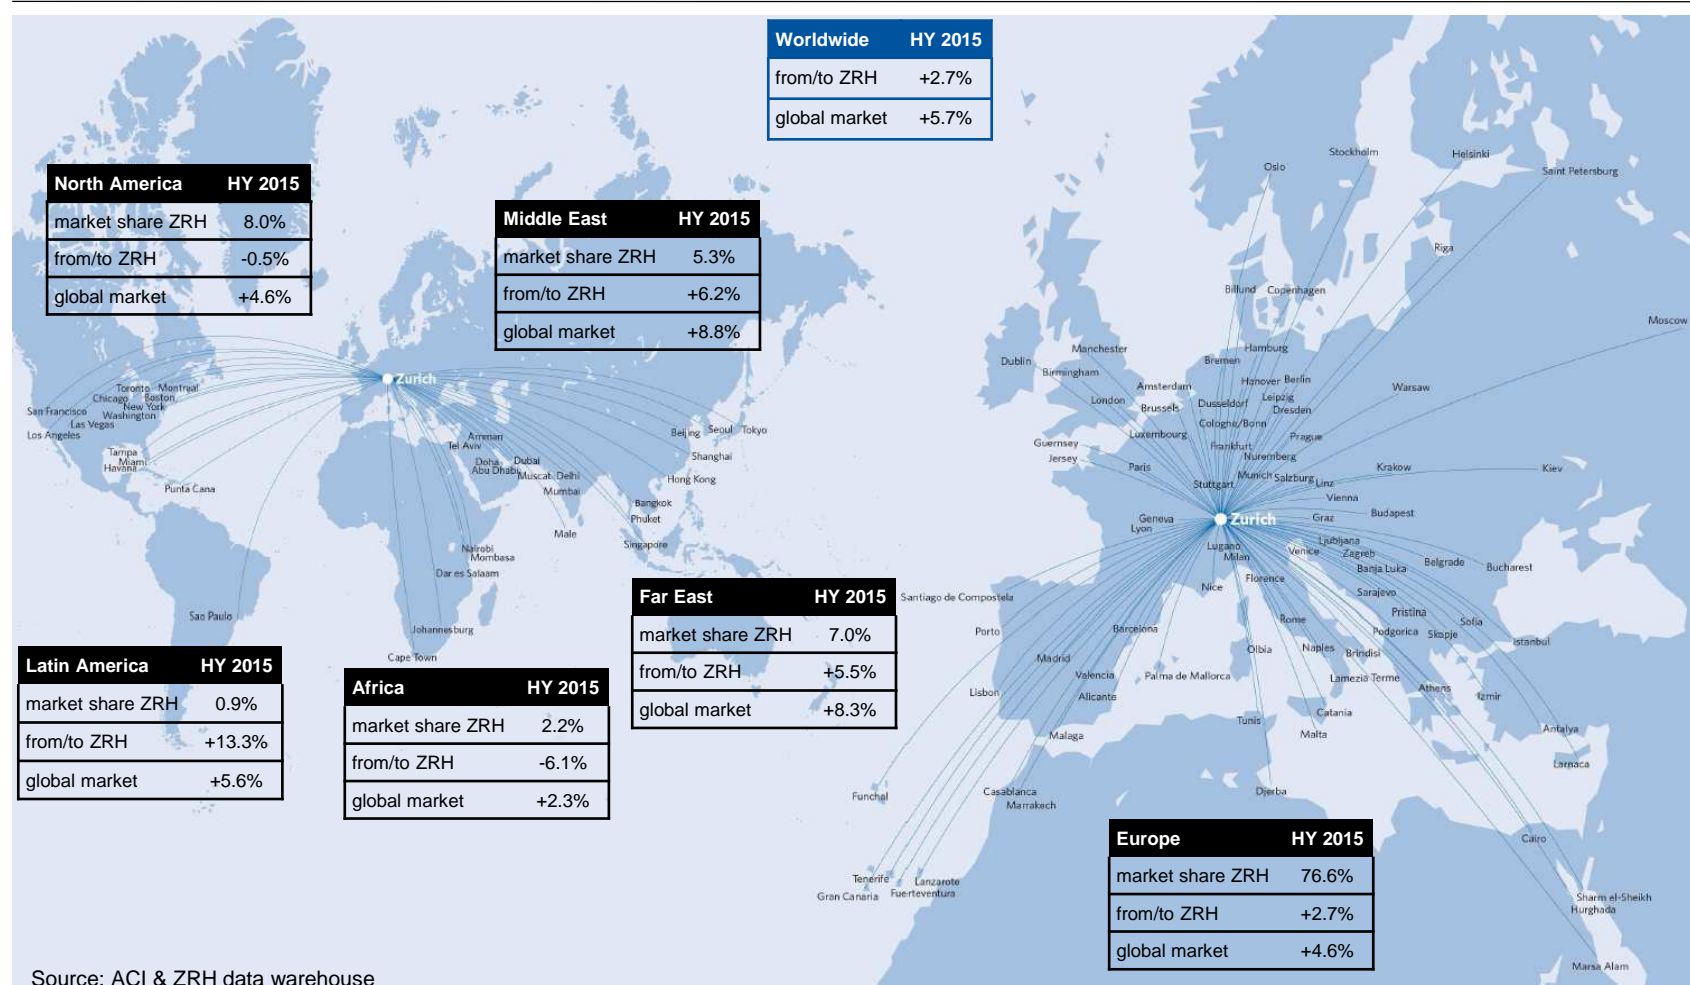 Worldwide HY 2015
from/to ZRH +2.7%
global market +5.7%
North America HY 2015
market share ZRH 8.0%
from/to ZRH -0.5%
global market +4.6%
Middle East HY 2015
market share ZRH 5.3%
from/to ZRH +6.2%
global market +8.8%
Zurich
Toronto Montreal
Chicago Boston
New York
San Francisco Washington
Las Vegas
Los Angeles
Tampa
Miami
Havana
Punta Cana
Sao Paulo
Amman
Tel Aviv
Doha Dubai
Abu Dhabi Muscat Delhi
Mumbai
Male
Beijing Seoul Tokyo
Shanghai
Hong Kong
Bangkok
Phuket
Singapore
Nairobi
Mombasa
Dar es Salaam
Johannesburg
Cape Town
Latin America HY 2015
market share ZRH 0.9%
from/to ZRH +13.3%
global market +5.6%
Africa HY 2015
market share ZRH 2.2%
from/to ZRH -6.1%
global market +2.3%
Far East HY 2015
market share ZRH 7.0%
from/to ZRH +5.5%
global market +8.3%
Oslo
Stockholm
Helsinki
Saint Petersburg
Riga
Billund Copenhagen
Moscow
Dublin
Manchester
Birmingham
London
Bremen
Hamburg
Amsterdam
Hanover Berlin
Brussels
Dusseldorf
Leipzig
Dresden
Warsaw
Cologne/Bonn
Luxembourg
Frankfurt
Prague
Guernsey
Jersey
Paris
Nuremberg
Stuttgart
Munich
Salzburg
Linz
Krakow
Kiev
Vienna
Geneva
Lyon
Zurich
Graz
Budapest
Lugano
Milan
Venice
Ljubljana
Zagreb
Banja Luka
Belgrade
Bucharest
Nice
Florence
Sarajevo
Santiago de Compostela
Porto
Barcelona
Rome
Pristina
Podgorica
Skopje
Sofia
Istanbul
Madrid
Olbia
Naples
Brindisi
Valencia
Palma de Mallorca
Lamezia Terme
Lisbon
Alicante
Athens
Izmir
Tunis
Catania
Malaga
Malta
Antalya
Larnaca
Funchal
Casablanca
Marrakech
Djerba
Cairo
Tenerife
Lanzarote
Gran Canaria
Fuerteventura
Sharm el-Sheikh
Hurghada
Marsa Alam
Europe HY 2015
market share ZRH 76.6%
from/to ZRH +2.7%
global market +4.6%
Source: ACI & ZRH data warehouse